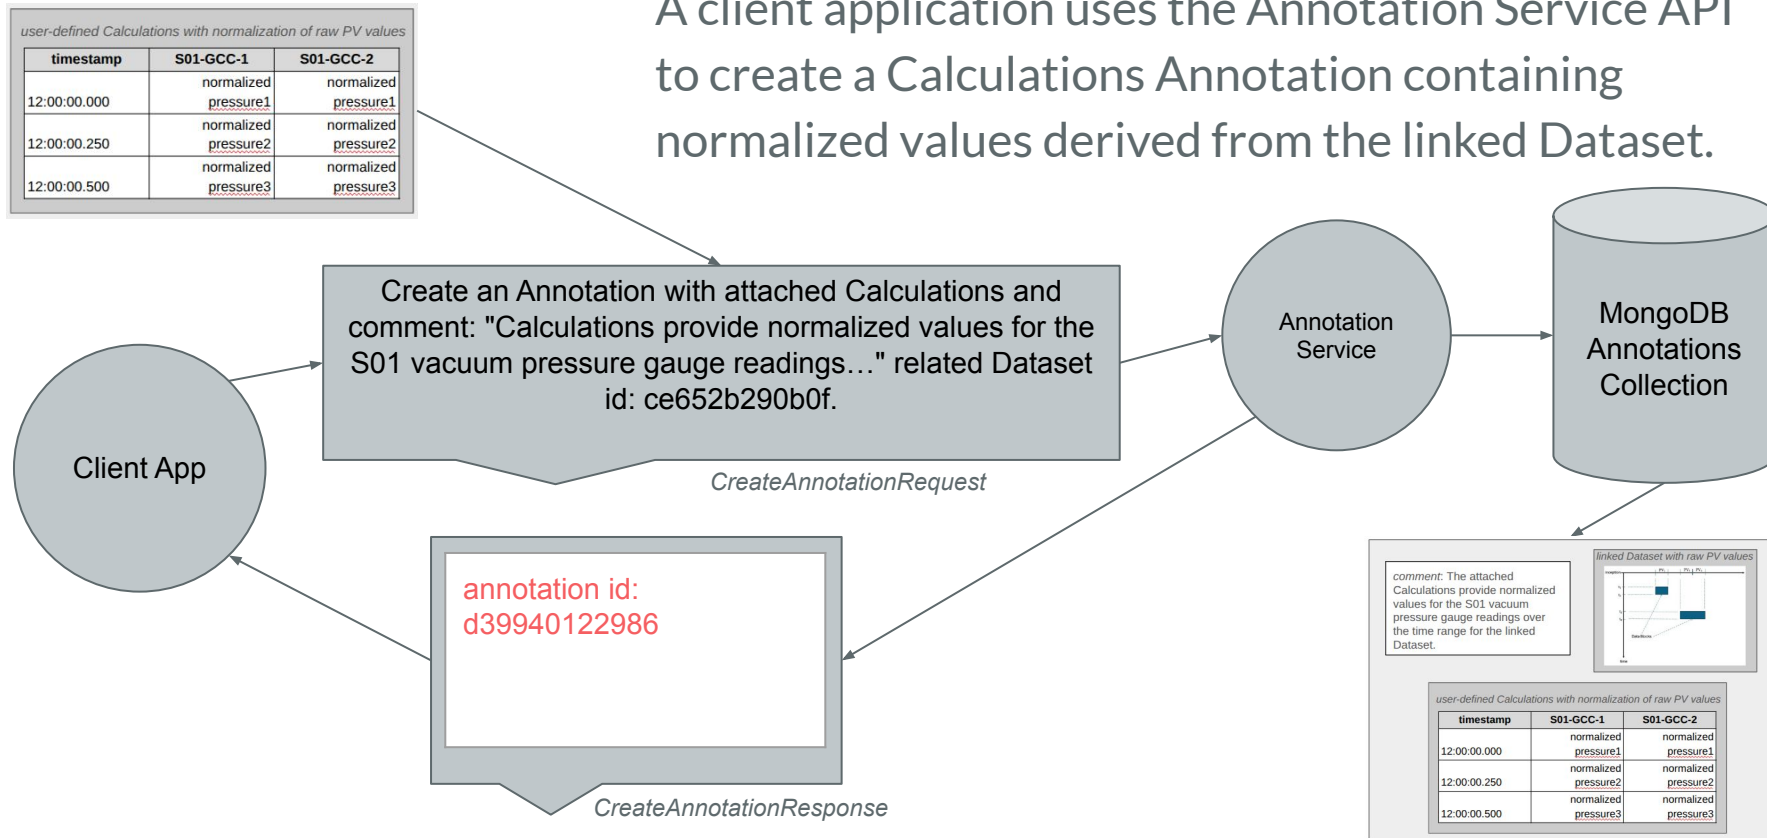 A client application uses the Annotation Service API
to create a Calculations Annotation containing
normalized values derived from the linked Dataset.
user-defined Calculations with normalization of raw PV values
timestamp S01-GCC-1 S01-GCC-2
12:00:00.000 normalized pressure1 normalized pressure1
12:00:00.250 normalized pressure2 normalized pressure2
12:00:00.500 normalized pressure3 normalized pressure3
Create an Annotation with attached Calculations and
comment: "Calculations provide normalized values for the
S01 vacuum pressure gauge readings…" related Dataset
id: ce652b290b0f.
CreateAnnotationRequest
Client App
Annotation
Service
MongoDB
Annotations
Collection
annotation id:
d39940122986
CreateAnnotationResponse
comment: The attached
Calculations provide normalized
values for the S01 vacuum
pressure gauge readings over
the time range for the linked
Dataset.
linked Dataset with raw PV values
DataBlocks
time
user-defined Calculations with normalization of raw PV values
timestamp S01-GCC-1 S01-GCC-2
12:00:00.000 normalized pressure1 normalized pressure1
12:00:00.250 normalized pressure2 normalized pressure2
12:00:00.500 normalized pressure3 normalized pressure3